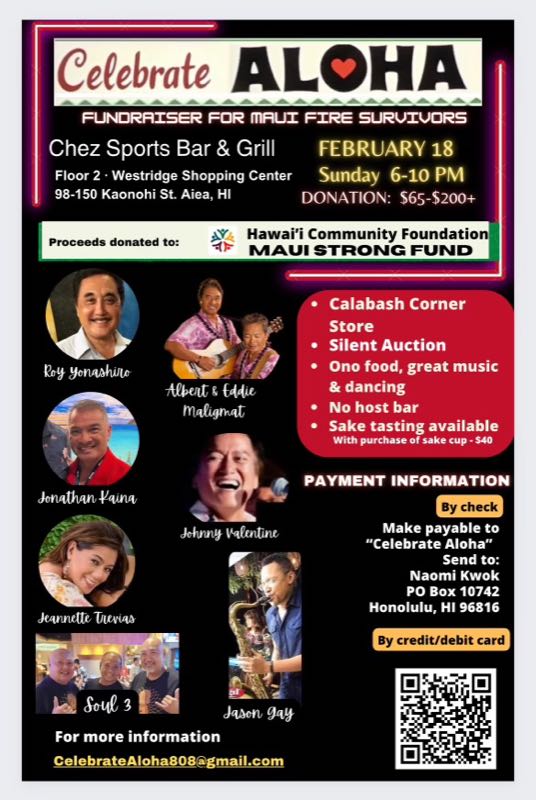 Celebrate ALOHA
FUNDRAISER FOR MAUI FIRE SURVIVORS
Chez Sports Bar & Grill
Floor 2 · Westridge Shopping Center
98-150 Kaonohi St. Aiea, HI
FEBRUARY 18
Sunday 6-10 PM
DONATION: $65-$200+
Proceeds donated to:
Hawai‘i Community Foundation
MAUI STRONG FUND
Roy Yonashiro
Albert & Eddie
Maligmat
Jonathan Kaina
Johnny Valentine
Jeannette Trevias
Soul 3
Jason Gay
• Calabash Corner
Store
• Silent Auction
• Ono food, great music
& dancing
• No host bar
• Sake tasting available
With purchase of sake cup - $40
PAYMENT INFORMATION
By check
Make payable to
“Celebrate Aloha”
Send to:
Naomi Kwok
PO Box 10742
Honolulu, HI 96816
By credit/debit card
For more information
CelebrateAloha808@gmail.com